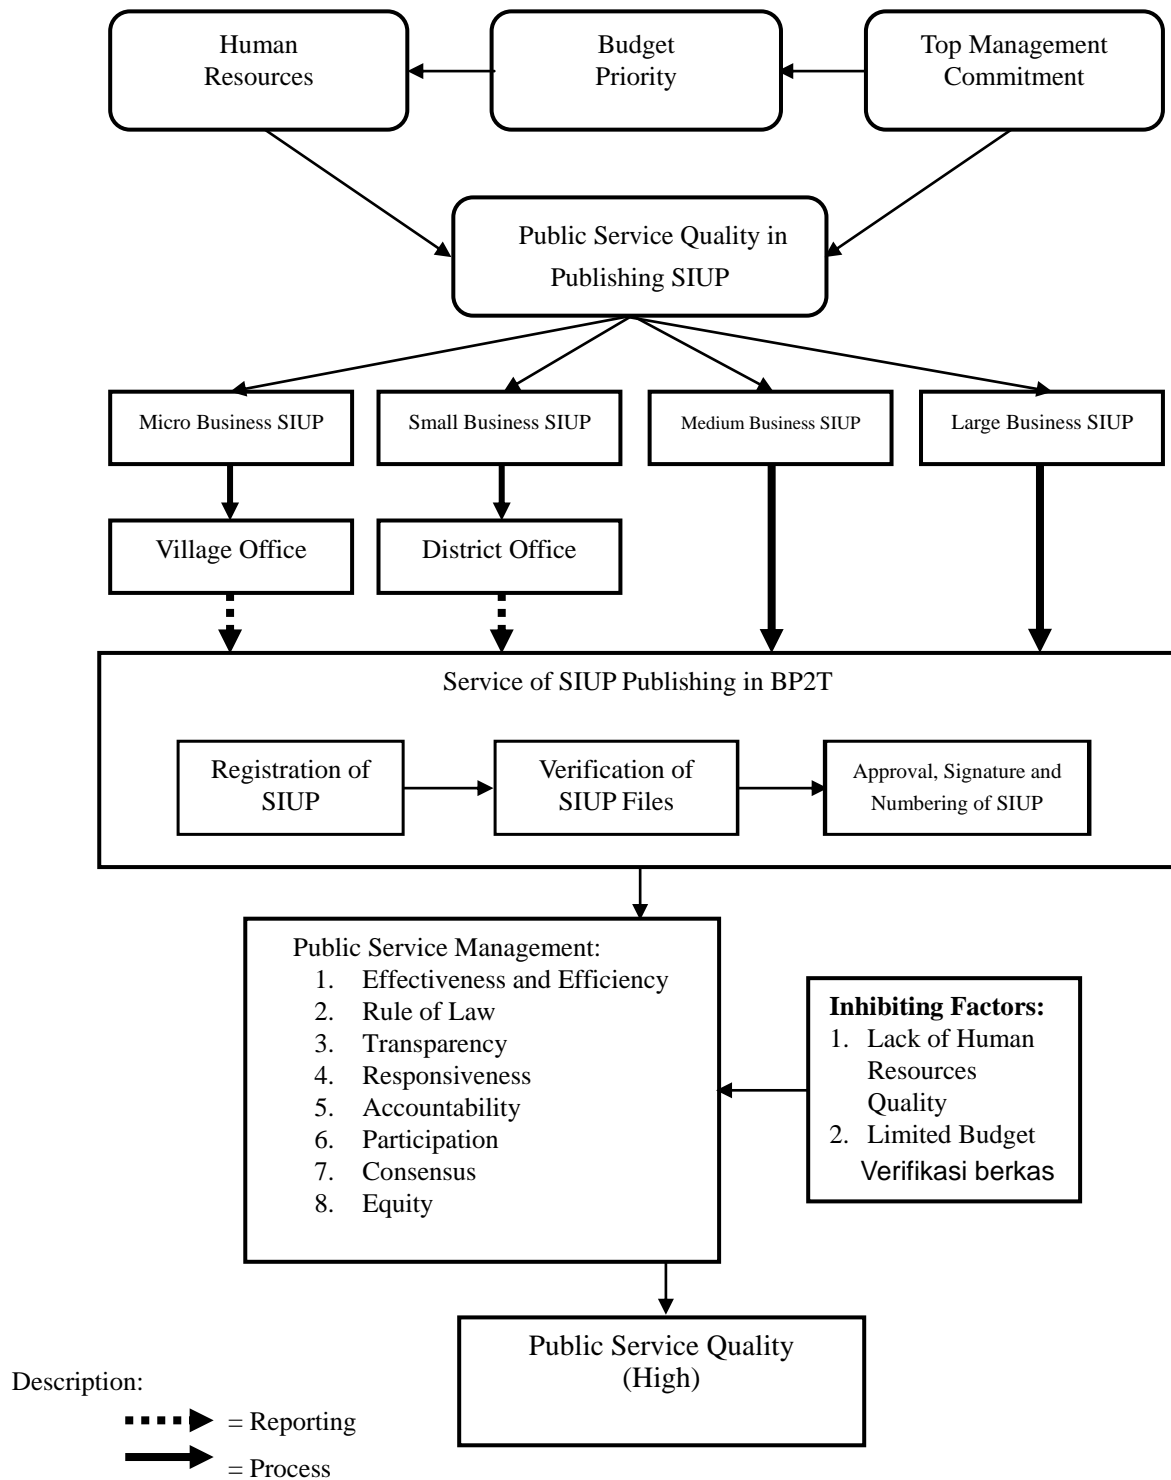 Human
Resources
Budget
Priority
Top Management
Commitment
Public Service Quality in
Publishing SIUP
Micro Business SIUP
Small Business SIUP
Medium Business SIUP
Large Business SIUP
Village Office
District Office
Service of SIUP Publishing in BP2T
Registration of
SIUP
Verification of
SIUP Files
Approval, Signature and
Numbering of SIUP
Public Service Management:
1. Effectiveness and Efficiency
2. Rule of Law
3. Transparency
4. Responsiveness
5. Accountability
6. Participation
7. Consensus
8. Equity
Inhibiting Factors:
1. Lack of Human
Resources
Quality
2. Limited Budget
Verifikasi berkas
Public Service Quality
(High)
Description:
= Reporting
= Process